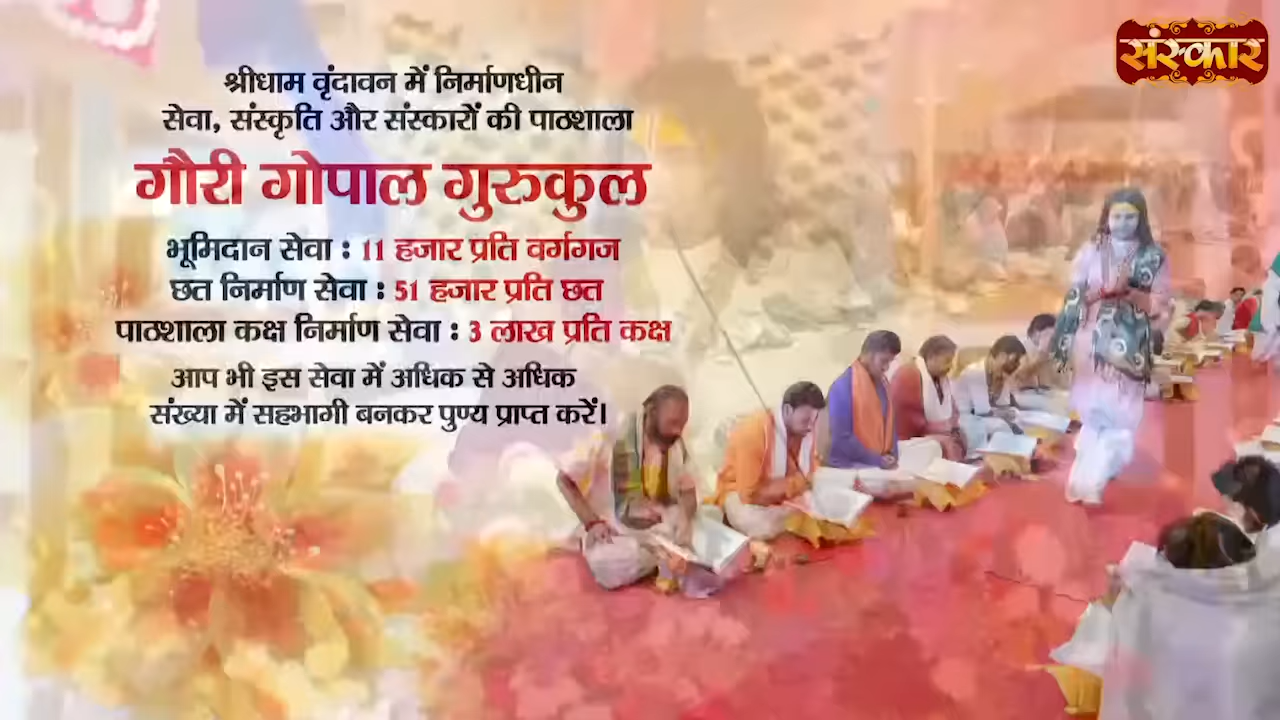 संस्कार
श्रीधाम वृंदावन में निर्माणधीन
सेवा, संस्कृति और संस्कारों की पाठशाला
गौरी गोपाल गुरुकुल
भूमिदान सेवा : 11 हजार प्रति वर्गगज
छत निर्माण सेवा : 51 हजार प्रति छत
पाठशाला कक्ष निर्माण सेवा : 3 लाख प्रति कक्ष
आप भी इस सेवा में अधिक से अधिक
संख्या में सहभागी बनकर पुण्य प्राप्त करें।